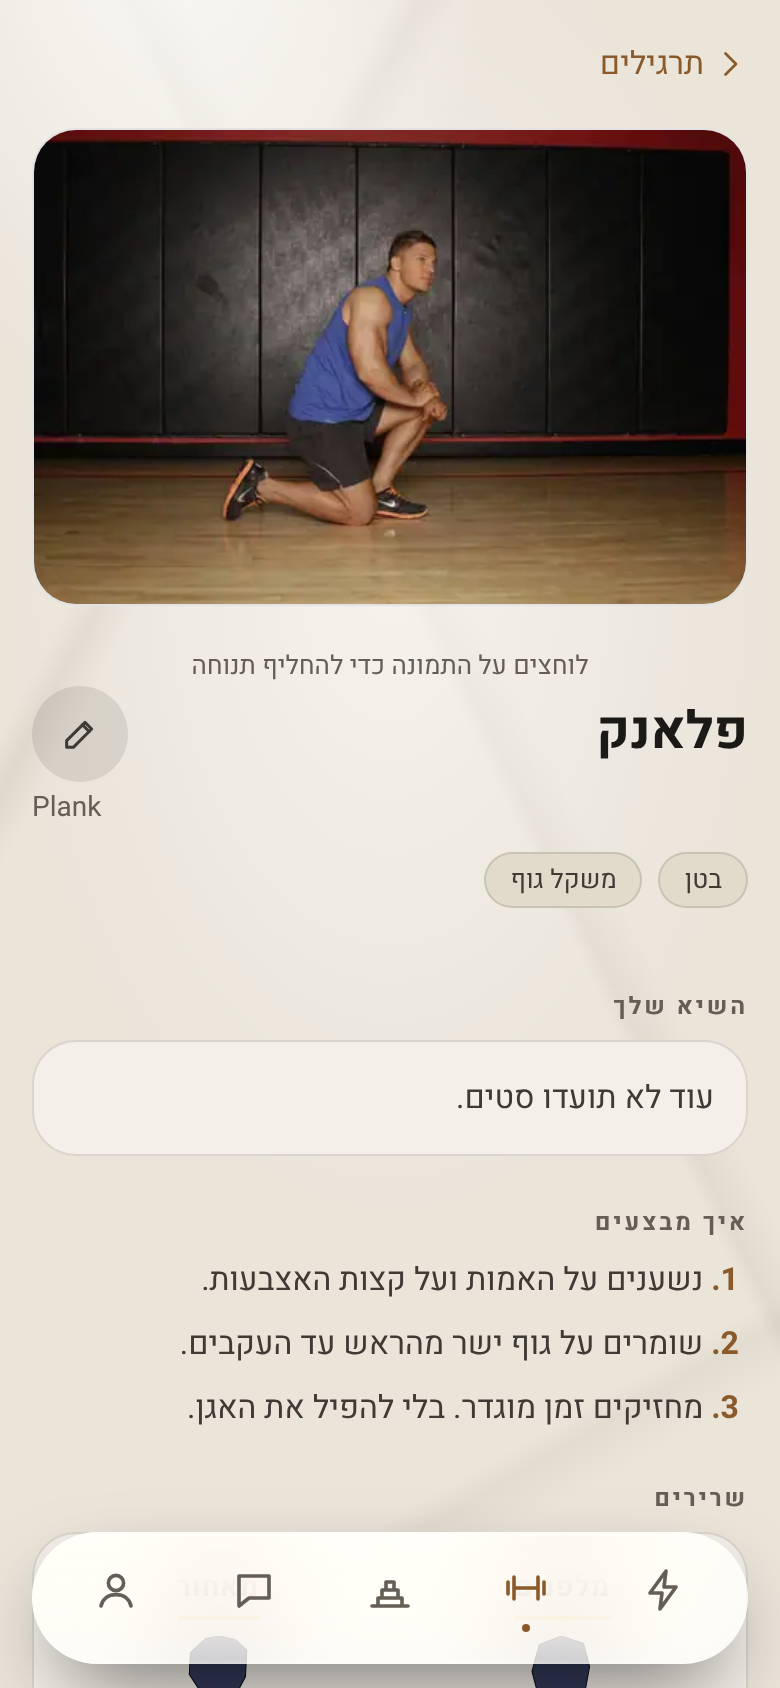 תרגילים
לוחצים על התמונה כדי להחליף תנוחה
פלאנק
Plank
בטן
משקל גוף
השיא שלך
עוד לא תועדו סטים.
איך מבצעים
1. נשענים על האמות ועל קצות האצבעות.
2. שומרים על גוף ישר מהראש עד העקבים.
3. מחזיקים זמן מוגדר. בלי להפיל את האגן.
שרירים